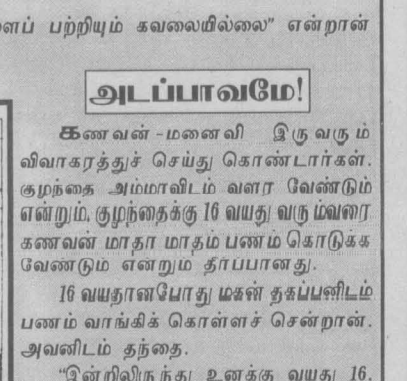 ளப் பற்றியும் கவலையில்லை” என்றான்
அடப்பாவமே!
கணவன் - மனைவி இருவரும்
விவாகரத்துச் செய்து கொண்டார்கள்.
குழந்தை அம்மாவிடம் வளர வேண்டும்
என்றும், குழந்தைக்கு 16 வயது வரும்வரை
கணவன் மாதா மாதம் பணம் கொடுக்க
வேண்டும் என்றும் தீர்ப்பானது.
16 வயதானபோது மகன் தகப்பனிடம்
பணம் வாங்கிக் கொள்ளச் சென்றான்.
அவனிடம் தந்தை.
“இன்றிலிருந்து உனக்கு வயது 16.